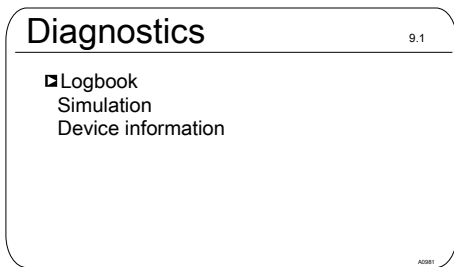 Diagnostics 9.1
Logbook
Simulation
Device information
A0981